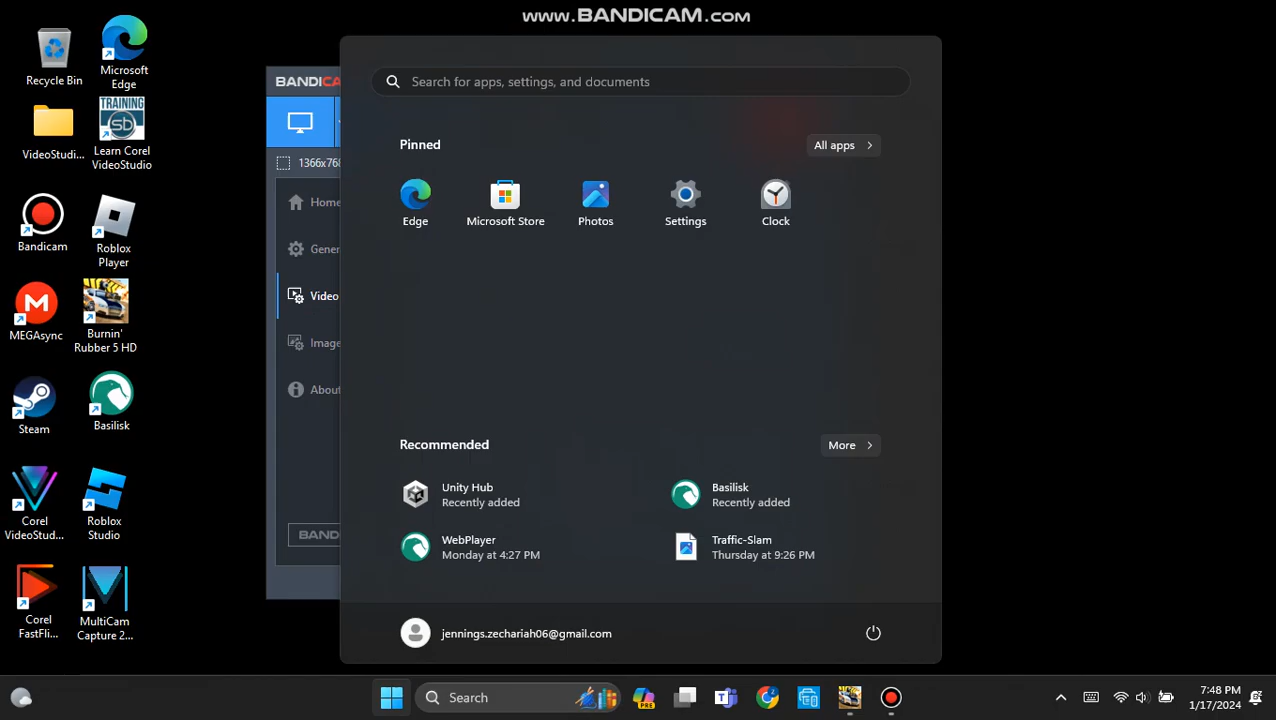 www.BANDICAM.com
Recycle Bin
Microsoft
Edge
VideoStudi...
TRAINING
sb
Learn Corel
VideoStudio
Bandicam
Roblox
Player
MEGAsync
Burnin'
Rubber 5 HD
Steam
Basilisk
Corel
VideoStud...
Roblox
Studio
Corel
FastFli...
MultiCam
Capture 2...
BANDICA
1366x768
Home
Gener
Video
Image
About
BAND
Search for apps, settings, and documents
Pinned
All apps
Edge
Microsoft Store
Photos
Settings
Clock
Recommended
More
Unity Hub
Recently added
Basilisk
Recently added
WebPlayer
Monday at 4:27 PM
Traffic-Slam
Thursday at 9:26 PM
jennings.zechariah06@gmail.com
Search
PRE
7:48 PM
1/17/2024